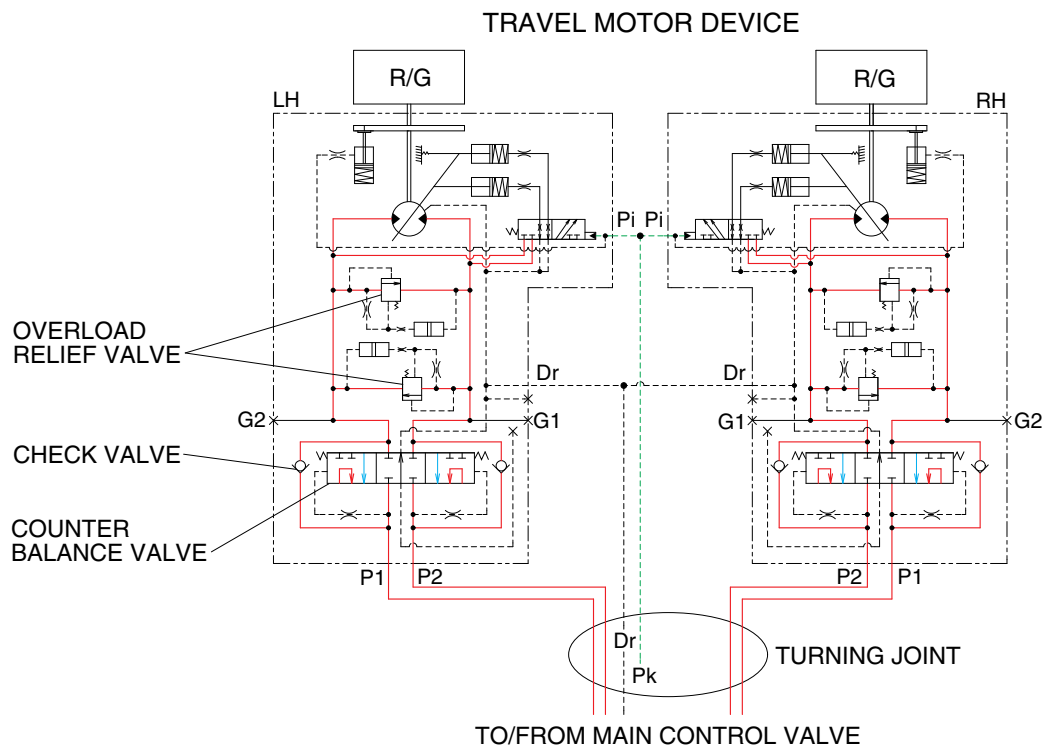 TRAVEL MOTOR DEVICE
R/G
R/G
LH
RH
Pi
Pi
OVERLOAD
RELIEF VALVE
Dr
Dr
G2
G1
G1
G2
CHECK VALVE
COUNTER
BALANCE VALVE
P1
P2
P2
P1
Dr
Pk
TURNING JOINT
TO/FROM MAIN CONTROL VALVE